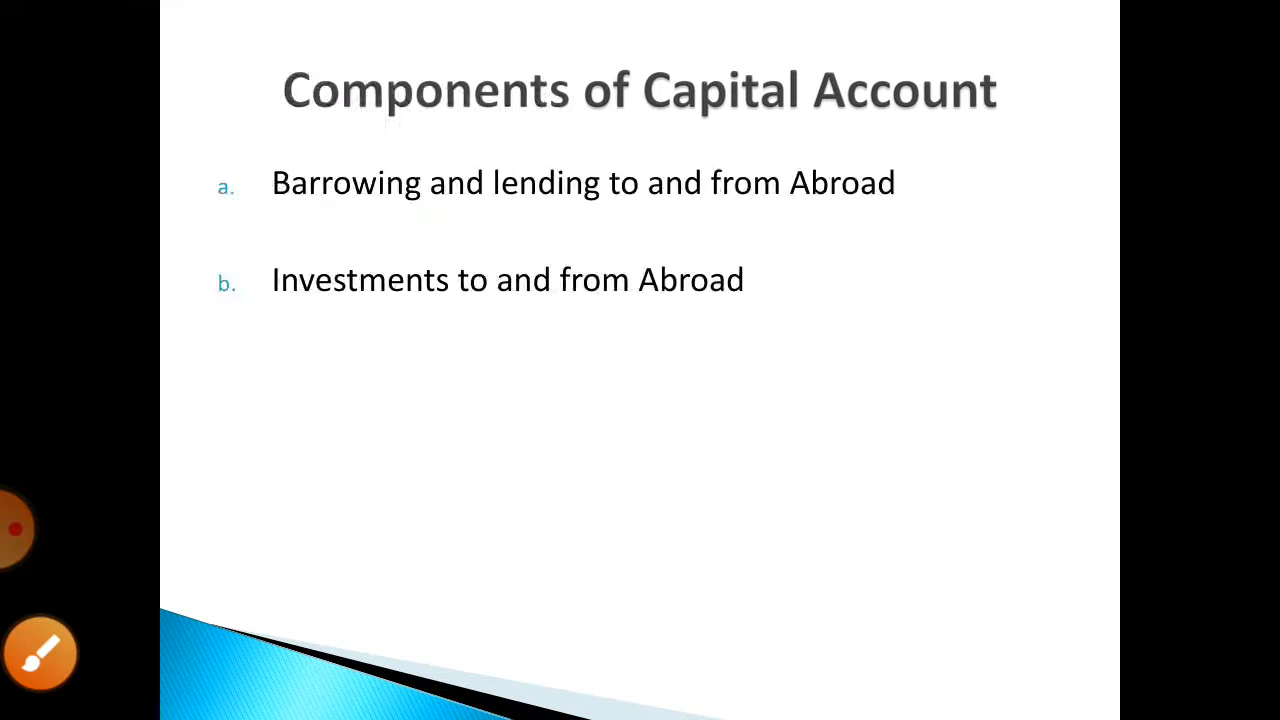 Components of Capital Account
a. Barrowing and lending to and from Abroad
b. Investments to and from Abroad